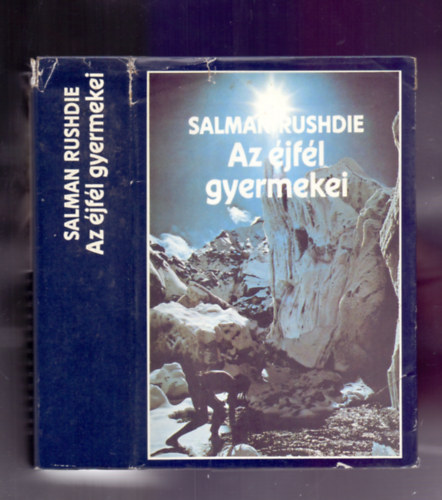 SALMAN RUSHDIE
Az éjfél gyermekei
SALMAN RUSHDIE
Az éjfél
gyermekei